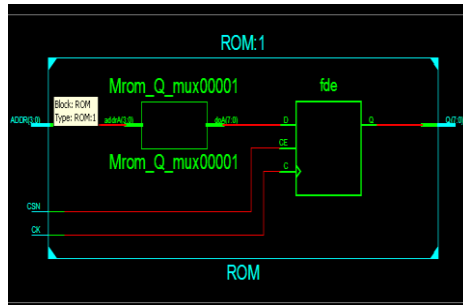 ROM:1
Mrom_Q_mux00001
fde
Block: ROM
Type: ROM:1
ADDR(3:0)
addrA(3:0)
doA(7:0)
D
Q
Q(7:0)
CE
Mrom_Q_mux00001
C
CSN
CK
ROM